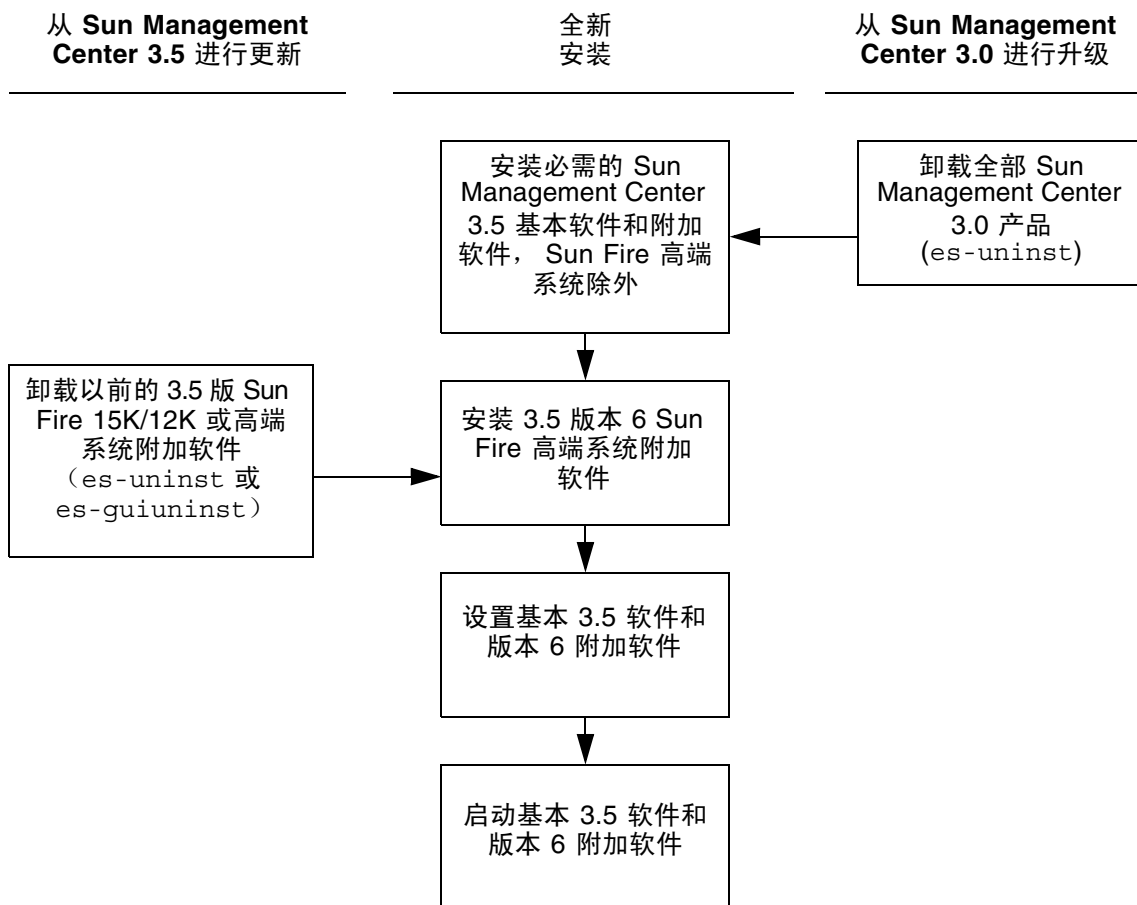 从 Sun Management
Center 3.5 进行更新
全新
安装
从 Sun Management
Center 3.0 进行升级
安装必需的 Sun
Management Center
3.5 基本软件和附加
软件， Sun Fire 高端
系统除外
卸载全部 Sun
Management Center
3.0 产品
(es-uninst)
卸载以前的 3.5 版 Sun
Fire 15K/12K 或高端
系统附加软件
（es-uninst 或
es-guiuninst）
安装 3.5 版本 6 Sun
Fire 高端系统附加
软件
设置基本 3.5 软件和
版本 6 附加软件
启动基本 3.5 软件和
版本 6 附加软件